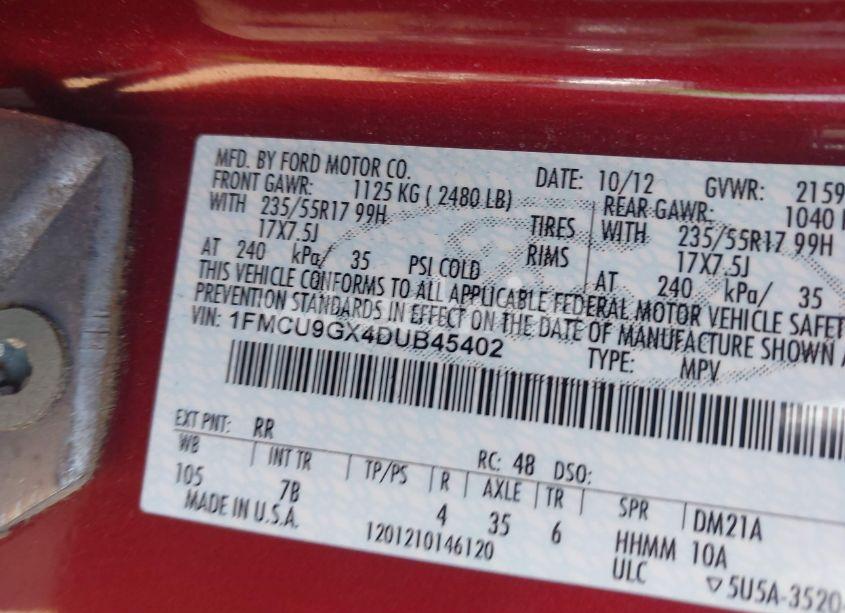 MFD. BY FORD MOTOR CO. DATE: 10/12 GVWR: 2159
FRONT GAWR: 1125 KG ( 2480 LB) REAR GAWR: 1040
WITH 235/55R17 99H TIRES WITH 235/55R17 99H
17X7.5J RIMS 17X7.5J
AT 240 kPa/ 35 PSI COLD AT 240 kPa/ 35
THIS VEHICLE CONFORMS TO ALL APPLICABLE FEDERAL MOTOR VEHICLE SAFET
PREVENTION STANDARDS IN EFFECT ON THE DATE OF MANUFACTURE SHOWN
VIN: 1FMCU9GX4DUB45402
TYPE: MPV
EXT PNT: RR RC: 48 DSO:
WB INT TR TP/PS R AXLE TR SPR DM21A
105 7B 4 35 6 HHMM 10A
MADE IN U.S.A. 1201210146120 ULC ▽5U5A-3520